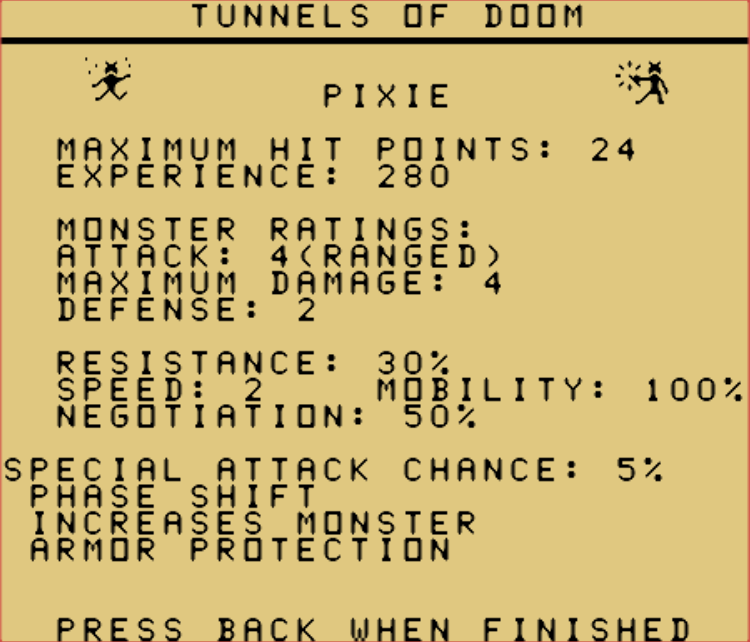 TUNNELS OF DOOM
PIXIE
MAXIMUM HIT POINTS: 24
EXPERIENCE: 280
MONSTER RATINGS:
ATTACK: 4(RANGED)
MAXIMUM DAMAGE: 4
DEFENSE: 2
RESISTANCE: 30%
SPEED: 2 MOBILITY: 100%
NEGOTIATION: 50%
SPECIAL ATTACK CHANCE: 5%
PHASE SHIFT
INCREASES MONSTER
ARMOR PROTECTION
PRESS BACK WHEN FINISHED